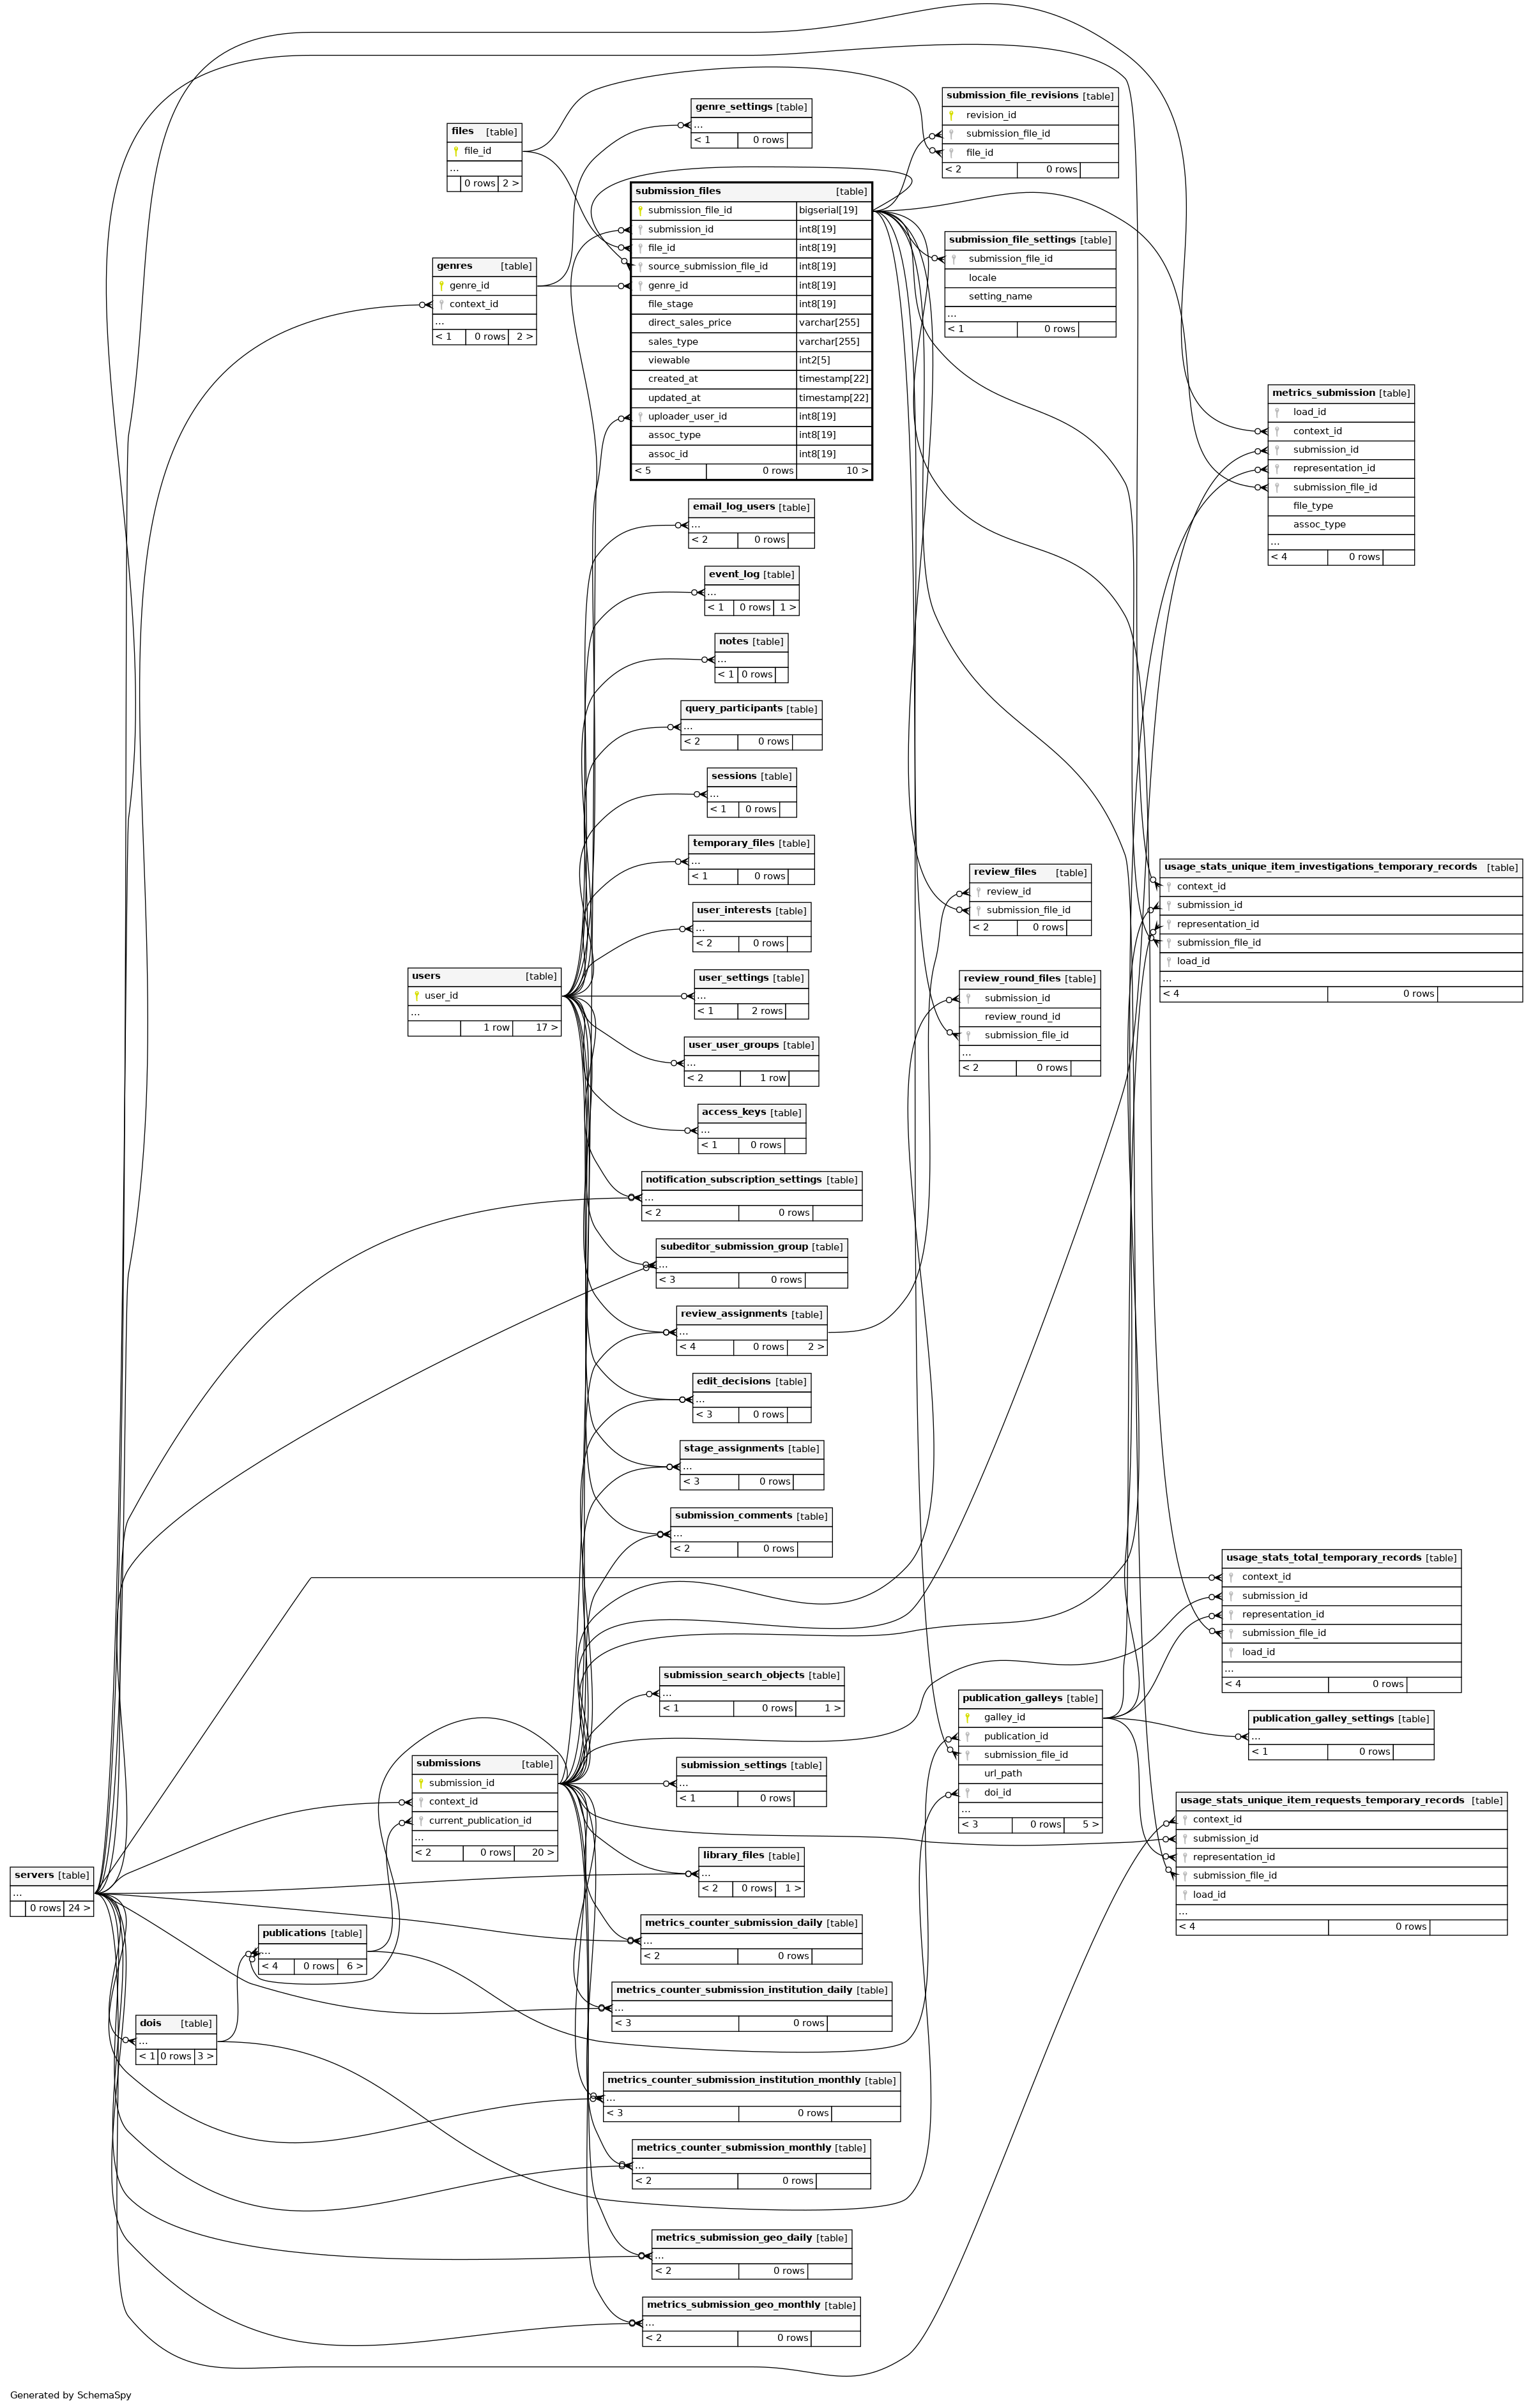 genre_settings [table]
...
< 1 0 rows
submission_file_revisions [table]
revision_id
submission_file_id
file_id
< 2 0 rows
files [table]
file_id
...
0 rows 2 >
submission_files [table]
submission_file_id bigserial[19]
submission_id int8[19]
file_id int8[19]
source_submission_file_id int8[19]
genre_id int8[19]
file_stage int8[19]
direct_sales_price varchar[255]
sales_type varchar[255]
viewable int2[5]
created_at timestamp[22]
updated_at timestamp[22]
uploader_user_id int8[19]
assoc_type int8[19]
assoc_id int8[19]
< 5 0 rows 10 >
submission_file_settings [table]
submission_file_id
locale
setting_name
...
< 1 0 rows
genres [table]
genre_id
context_id
...
< 1 0 rows 2 >
metrics_submission [table]
load_id
context_id
submission_id
representation_id
submission_file_id
file_type
assoc_type
...
< 4 0 rows
email_log_users [table]
...
< 2 0 rows
event_log [table]
...
< 1 0 rows 1 >
notes [table]
...
< 1 0 rows
query_participants [table]
...
< 2 0 rows
sessions [table]
...
< 1 0 rows
temporary_files [table]
...
< 1 0 rows
review_files [table]
review_id
submission_file_id
< 2 0 rows
usage_stats_unique_item_investigations_temporary_records [table]
context_id
submission_id
representation_id
submission_file_id
load_id
...
< 4 0 rows
user_interests [table]
...
< 2 0 rows
users [table]
user_id
...
1 row 17 >
user_settings [table]
...
< 1 2 rows
review_round_files [table]
submission_id
review_round_id
submission_file_id
...
< 2 0 rows
user_user_groups [table]
...
< 2 1 row
access_keys [table]
...
< 1 0 rows
notification_subscription_settings [table]
...
< 2 0 rows
subeditor_submission_group [table]
...
< 3 0 rows
review_assignments [table]
...
< 4 0 rows 2 >
edit_decisions [table]
...
< 3 0 rows
stage_assignments [table]
...
< 3 0 rows
submission_comments [table]
...
< 2 0 rows
usage_stats_total_temporary_records [table]
context_id
submission_id
representation_id
submission_file_id
load_id
...
< 4 0 rows
submission_search_objects [table]
...
< 1 0 rows 1 >
publication_galleys [table]
galley_id
publication_id
submission_file_id
url_path
doi_id
...
< 3 0 rows 5 >
publication_galley_settings [table]
...
< 1 0 rows
submissions [table]
submission_id
context_id
current_publication_id
...
< 2 0 rows 20 >
submission_settings [table]
...
< 1 0 rows
usage_stats_unique_item_requests_temporary_records [table]
context_id
submission_id
representation_id
submission_file_id
load_id
...
< 4 0 rows
library_files [table]
...
< 2 0 rows 1 >
servers [table]
...
0 rows 24 >
metrics_counter_submission_daily [table]
...
< 2 0 rows
publications [table]
...
< 4 0 rows 6 >
metrics_counter_submission_institution_daily [table]
...
< 3 0 rows
dois [table]
...
< 1 0 rows 3 >
metrics_counter_submission_institution_monthly [table]
...
< 3 0 rows
metrics_counter_submission_monthly [table]
...
< 2 0 rows
metrics_submission_geo_daily [table]
...
< 2 0 rows
metrics_submission_geo_monthly [table]
...
< 2 0 rows
Generated by SchemaSpy